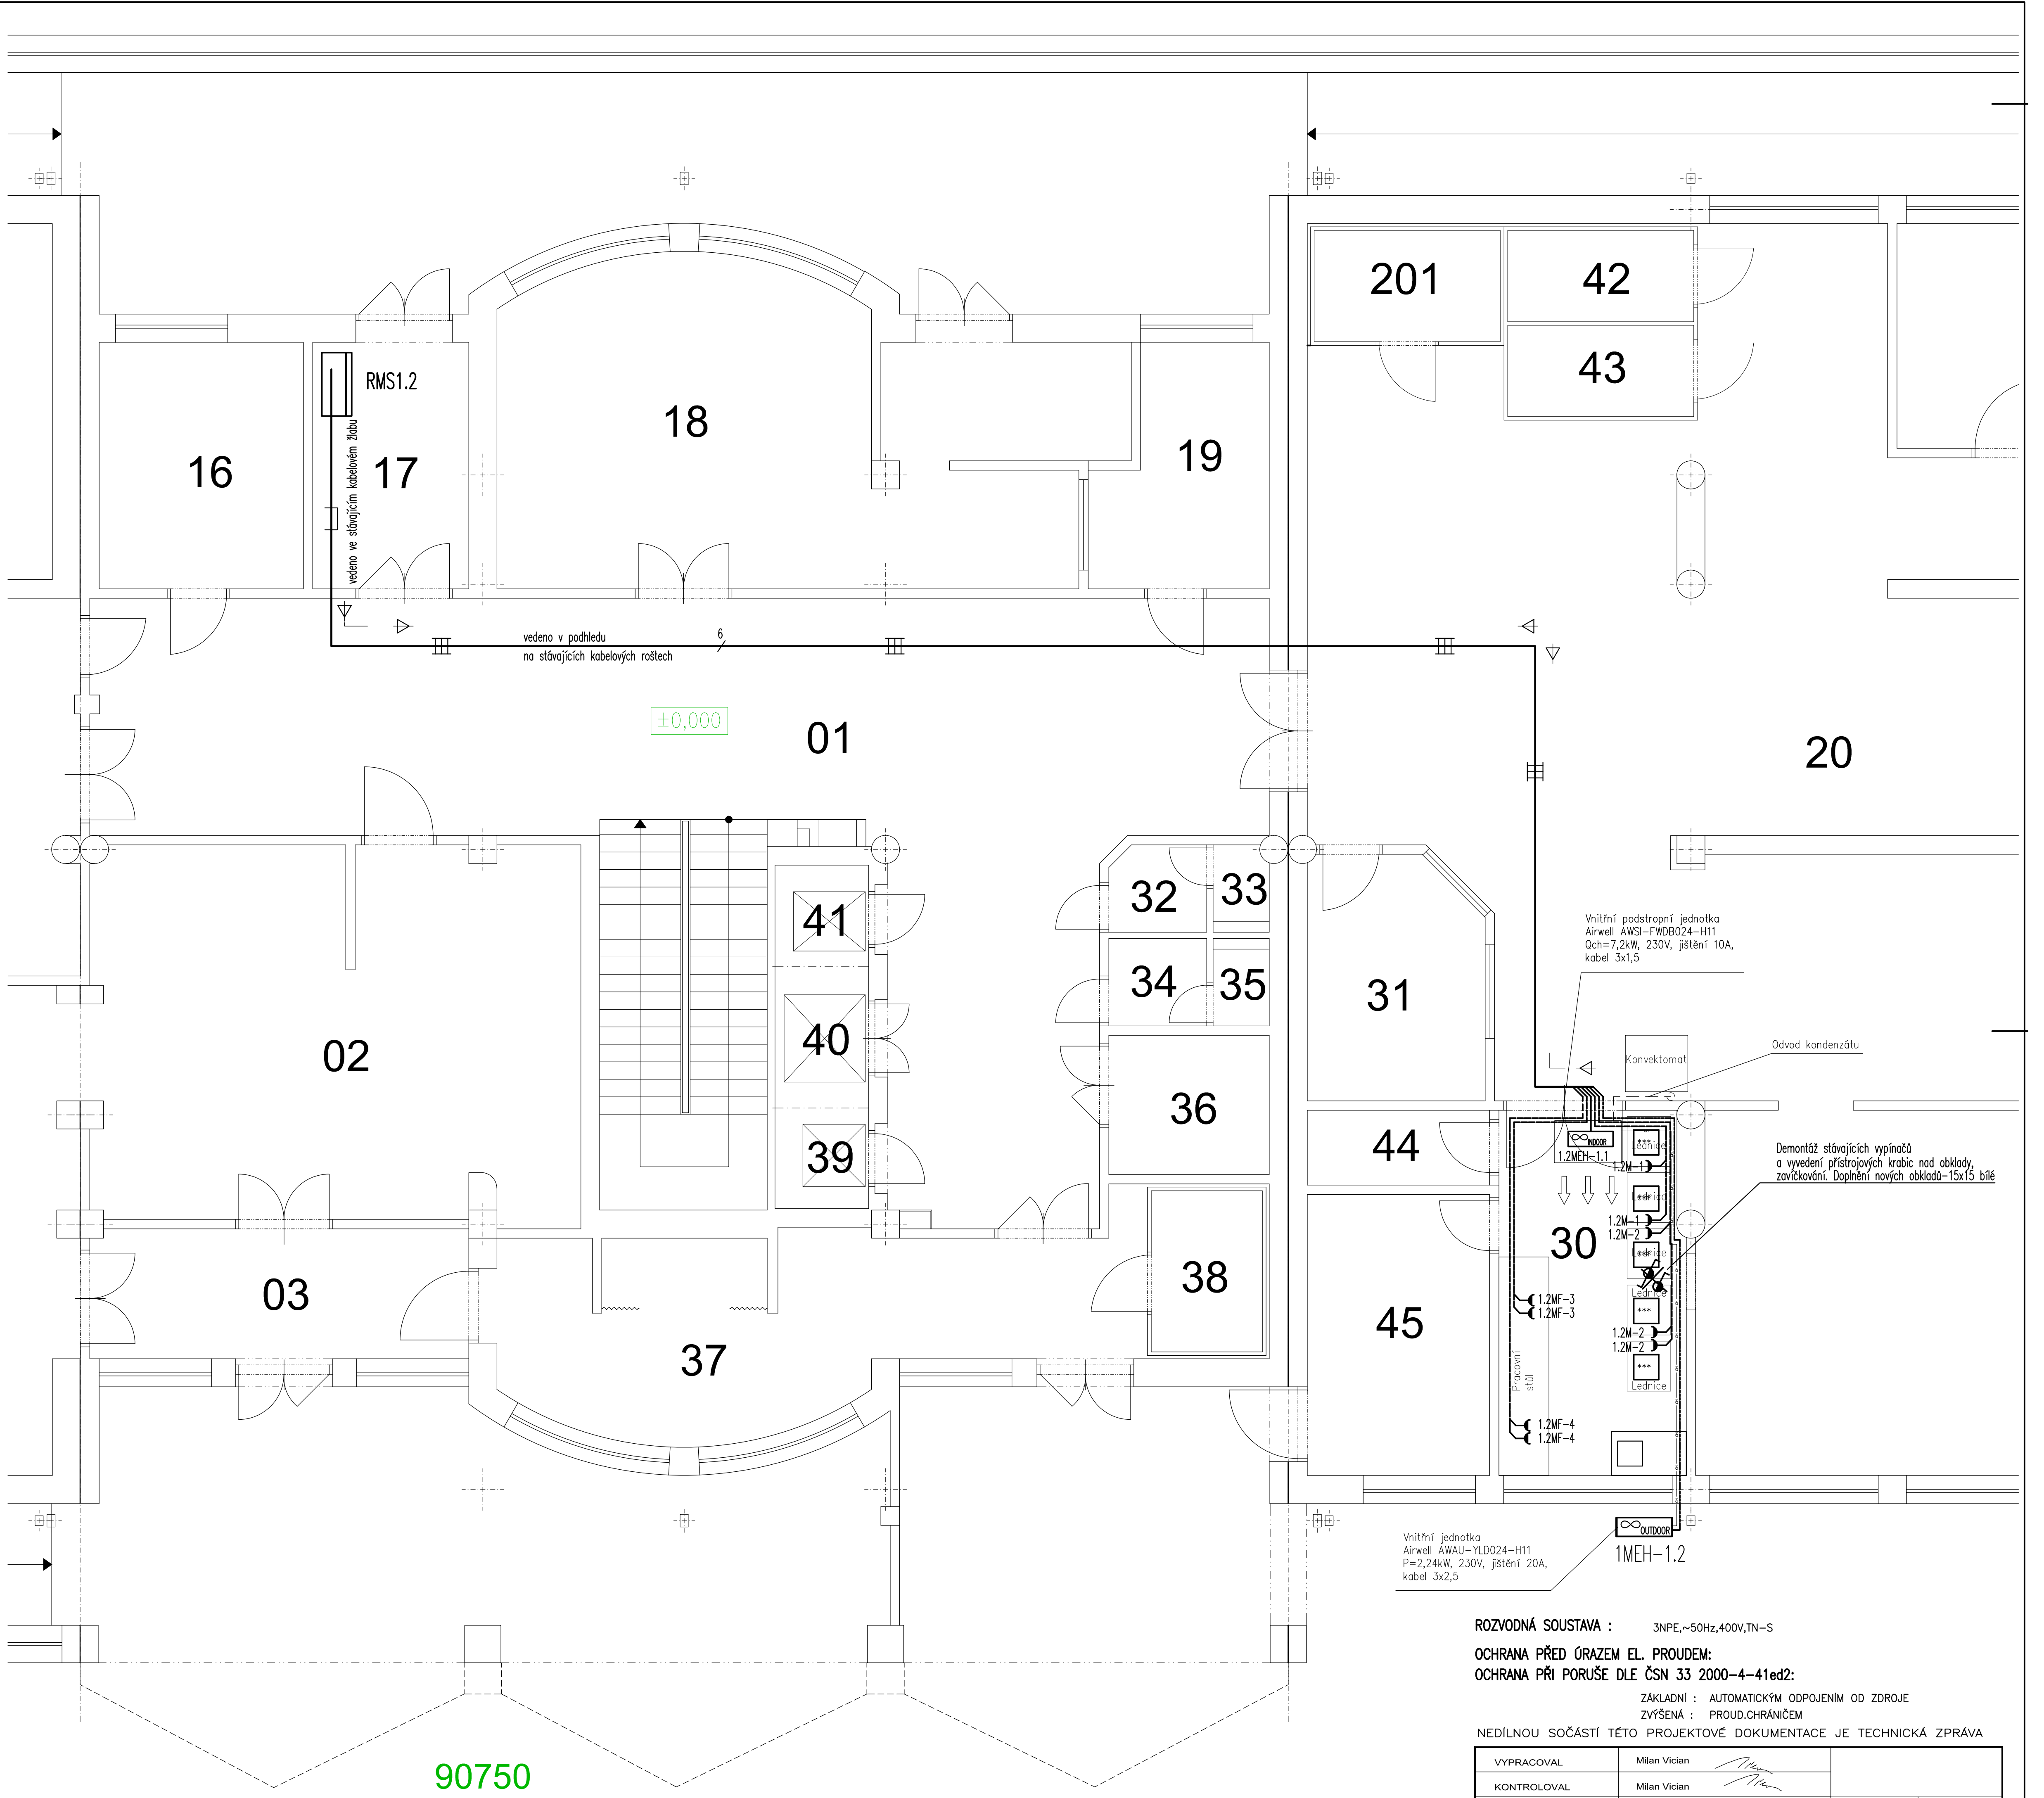 201
42
43
RMS1.2
vedeno ve stávajícím kabelovém žlabu
16
17
18
19
vedeno v podhledu
na stávajících kabelových roštech
6
±0,000
01
20
41
32
33
34
35
31
02
40
36
39
44
Vnitřní podstropní jednotka
Airwell AWSI-FWDB024-H11
Qch=7,2kW, 230V, jištění 10A,
kabel 3x1,5
Konvektomat
Odvod kondenzátu
INDOOR
1.2MEH-1.1
***
Lednice
1.2M-1
Demontáž stávajících vypínačů
a vyvedení přístrojových krabic nad obklady,
zavíčkování. Doplnění nových obkladů-15x15 bílé
Lednice
1.2M-1
1.2M-2
30
Lednice
03
38
45
37
1.2MF-3
1.2MF-3
Lednice
***
1.2M-2
1.2M-2
***
Lednice
Pracovní
stůl
1.2MF-4
1.2MF-4
OUTDOOR
1MEH-1.2
Vnitřní jednotka
Airwell AWAU-YLD024-H11
P=2,24kW, 230V, jištění 20A,
kabel 3x2,5
ROZVODNÁ SOUSTAVA : 3NPE,~50Hz,400V,TN-S
OCHRANA PŘED ÚRAZEM EL. PROUDEM:
OCHRANA PŘI PORUŠE DLE ČSN 33 2000-4-41ed2:
ZÁKLADNÍ : AUTOMATICKÝM ODPOJENÍM OD ZDROJE
ZVÝŠENÁ : PROUD.CHRÁNIČEM
NEDÍLNOU SOČÁSTÍ TÉTO PROJEKTOVÉ DOKUMENTACE JE TECHNICKÁ ZPRÁVA
VYPRACOVAL Milan Vician
KONTROLOVAL Milan Vician
90750